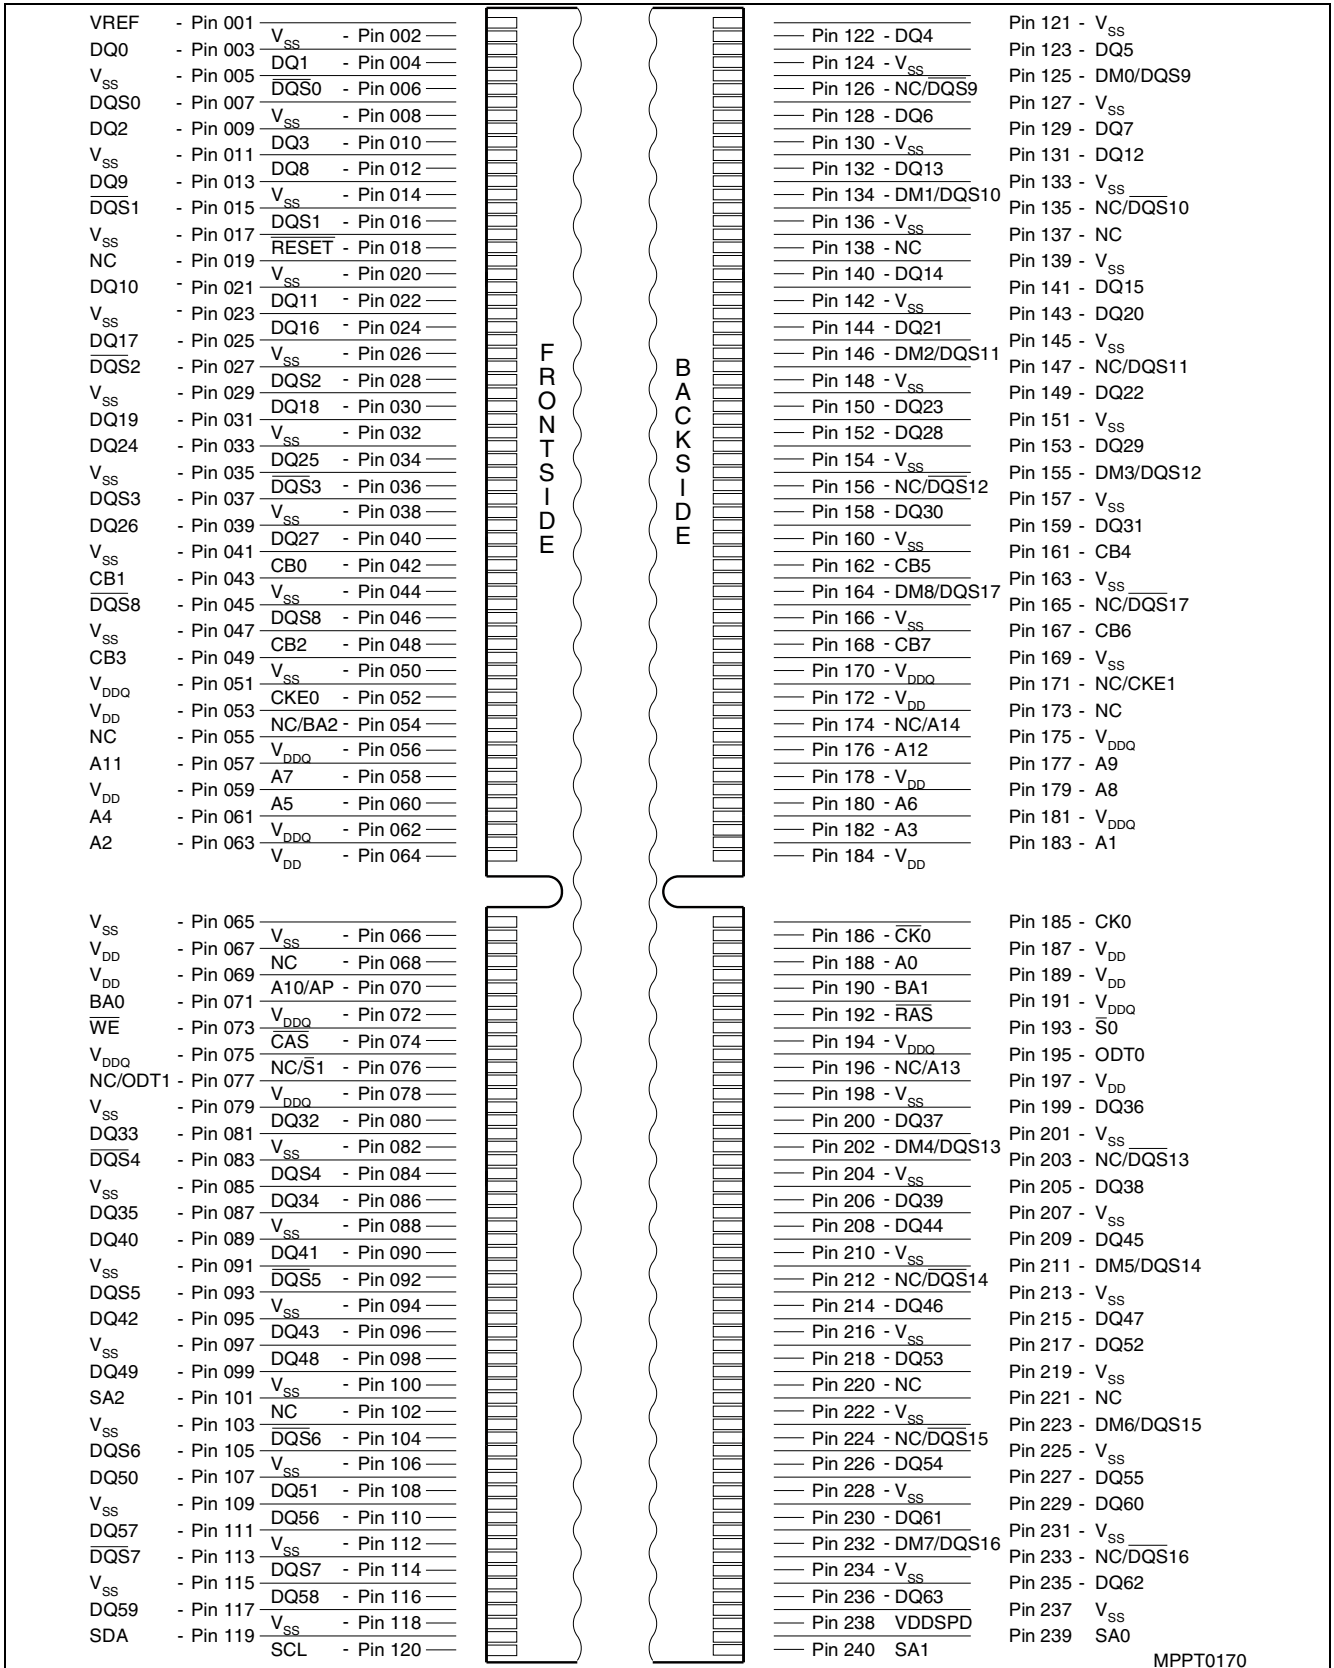 VREF - Pin 001 Pin 121 - VSS
VSS - Pin 002 Pin 122 - DQ4
DQ0 - Pin 003 Pin 123 - DQ5
DQ1 - Pin 004 Pin 124 - VSS
VSS - Pin 005 Pin 125 - DM0/DQS9
DQS0 - Pin 006 Pin 126 - NC/DQS9
DQS0 - Pin 007 Pin 127 - VSS
VSS - Pin 008 Pin 128 - DQ6
DQ2 - Pin 009 Pin 129 - DQ7
DQ3 - Pin 010 Pin 130 - VSS
VSS - Pin 011 Pin 131 - DQ12
DQ8 - Pin 012 Pin 132 - DQ13
DQ9 - Pin 013 Pin 133 - VSS
VSS - Pin 014 Pin 134 - DM1/DQS10
DQS1 - Pin 015 Pin 135 - NC/DQS10
DQS1 - Pin 016 Pin 136 - VSS
VSS - Pin 017 Pin 137 - NC
RESET - Pin 018 Pin 138 - NC
NC - Pin 019 Pin 139 - VSS
VSS - Pin 020 Pin 140 - DQ14
DQ10 - Pin 021 Pin 141 - DQ15
DQ11 - Pin 022 Pin 142 - VSS
VSS - Pin 023 Pin 143 - DQ20
DQ16 - Pin 024 Pin 144 - DQ21
DQ17 - Pin 025 Pin 145 - VSS
VSS - Pin 026 Pin 146 - DM2/DQS11
DQS2 - Pin 027 Pin 147 - NC/DQS11
DQS2 - Pin 028 Pin 148 - VSS
VSS - Pin 029 Pin 149 - DQ22
DQ18 - Pin 030 Pin 150 - DQ23
DQ19 - Pin 031 Pin 151 - VSS
VSS - Pin 032 Pin 152 - DQ28
DQ24 - Pin 033 Pin 153 - DQ29
DQ25 - Pin 034 Pin 154 - VSS
VSS - Pin 035 Pin 155 - DM3/DQS12
DQS3 - Pin 036 Pin 156 - NC/DQS12
DQS3 - Pin 037 Pin 157 - VSS
VSS - Pin 038 Pin 158 - DQ30
DQ26 - Pin 039 Pin 159 - DQ31
DQ27 - Pin 040 Pin 160 - VSS
VSS - Pin 041 Pin 161 - CB4
CB0 - Pin 042 Pin 162 - CB5
CB1 - Pin 043 Pin 163 - VSS
VSS - Pin 044 Pin 164 - DM8/DQS17
DQS8 - Pin 045 Pin 165 - NC/DQS17
DQS8 - Pin 046 Pin 166 - VSS
VSS - Pin 047 Pin 167 - CB6
CB2 - Pin 048 Pin 168 - CB7
CB3 - Pin 049 Pin 169 - VSS
VSS - Pin 050 Pin 170 - VDDQ
VDDQ - Pin 051 Pin 171 - NC/CKE1
CKE0 - Pin 052 Pin 172 - VDD
VDD - Pin 053 Pin 173 - NC
NC/BA2 - Pin 054 Pin 174 - NC/A14
NC - Pin 055 Pin 175 - VDDQ
VDDQ - Pin 056 Pin 176 - A12
A11 - Pin 057 Pin 177 - A9
A7 - Pin 058 Pin 178 - VDD
VDD - Pin 059 Pin 179 - A8
A5 - Pin 060 Pin 180 - A6
A4 - Pin 061 Pin 181 - VDDQ
VDDQ - Pin 062 Pin 182 - A3
A2 - Pin 063 Pin 183 - A1
VDD - Pin 064 Pin 184 - VDD
FRONTSIDE
BACKSIDE
VSS - Pin 065 Pin 185 - CK0
VSS - Pin 066 Pin 186 - CK0
VDD - Pin 067 Pin 187 - VDD
NC - Pin 068 Pin 188 - A0
VDD - Pin 069 Pin 189 - VDD
A10/AP - Pin 070 Pin 190 - BA1
BA0 - Pin 071 Pin 191 - VDDQ
VDDQ - Pin 072 Pin 192 - RAS
WE - Pin 073 Pin 193 - S0
CAS - Pin 074 Pin 194 - VDDQ
VDDQ - Pin 075 Pin 195 - ODT0
NC/S1 - Pin 076 Pin 196 - NC/A13
NC/ODT1 - Pin 077 Pin 197 - VDD
VDDQ - Pin 078 Pin 198 - VSS
VSS - Pin 079 Pin 199 - DQ36
DQ32 - Pin 080 Pin 200 - DQ37
DQ33 - Pin 081 Pin 201 - VSS
VSS - Pin 082 Pin 202 - DM4/DQS13
DQS4 - Pin 083 Pin 203 - NC/DQS13
DQS4 - Pin 084 Pin 204 - VSS
VSS - Pin 085 Pin 205 - DQ38
DQ34 - Pin 086 Pin 206 - DQ39
DQ35 - Pin 087 Pin 207 - VSS
VSS - Pin 088 Pin 208 - DQ44
DQ40 - Pin 089 Pin 209 - DQ45
DQ41 - Pin 090 Pin 210 - VSS
VSS - Pin 091 Pin 211 - DM5/DQS14
DQS5 - Pin 092 Pin 212 - NC/DQS14
DQS5 - Pin 093 Pin 213 - VSS
VSS - Pin 094 Pin 214 - DQ46
DQ42 - Pin 095 Pin 215 - DQ47
DQ43 - Pin 096 Pin 216 - VSS
VSS - Pin 097 Pin 217 - DQ52
DQ48 - Pin 098 Pin 218 - DQ53
DQ49 - Pin 099 Pin 219 - VSS
VSS - Pin 100 Pin 220 - NC
SA2 - Pin 101 Pin 221 - NC
NC - Pin 102 Pin 222 - VSS
VSS - Pin 103 Pin 223 - DM6/DQS15
DQS6 - Pin 104 Pin 224 - NC/DQS15
DQS6 - Pin 105 Pin 225 - VSS
VSS - Pin 106 Pin 226 - DQ54
DQ50 - Pin 107 Pin 227 - DQ55
DQ51 - Pin 108 Pin 228 - VSS
VSS - Pin 109 Pin 229 - DQ60
DQ56 - Pin 110 Pin 230 - DQ61
DQ57 - Pin 111 Pin 231 - VSS
VSS - Pin 112 Pin 232 - DM7/DQS16
DQS7 - Pin 113 Pin 233 - NC/DQS16
DQS7 - Pin 114 Pin 234 - VSS
VSS - Pin 115 Pin 235 - DQ62
DQ58 - Pin 116 Pin 236 - DQ63
DQ59 - Pin 117 Pin 237 VSS
VSS - Pin 118 Pin 238 VDDSPD
SDA - Pin 119 Pin 239 SA0
SCL - Pin 120 Pin 240 SA1
MPPT0170